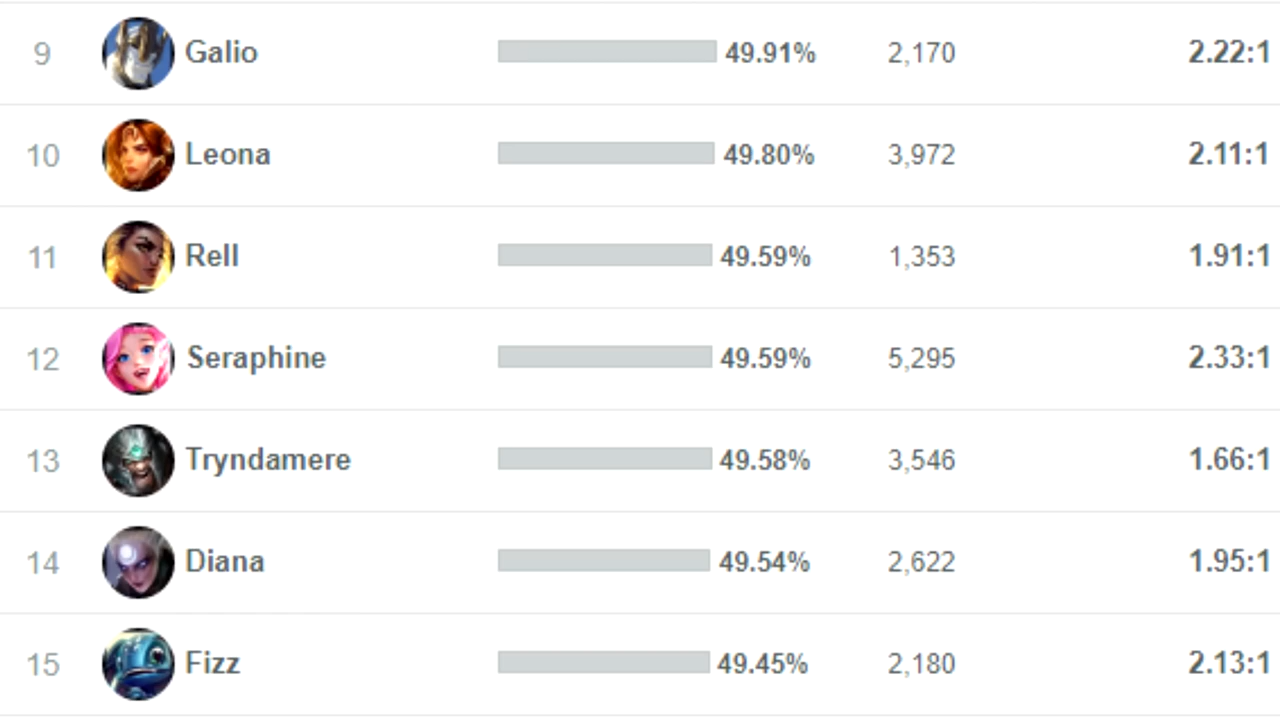 9 Galio 49.91% 2,170 2.22:1
10 Leona 49.80% 3,972 2.11:1
11 Rell 49.59% 1,353 1.91:1
12 Seraphine 49.59% 5,295 2.33:1
13 Tryndamere 49.58% 3,546 1.66:1
14 Diana 49.54% 2,622 1.95:1
15 Fizz 49.45% 2,180 2.13:1